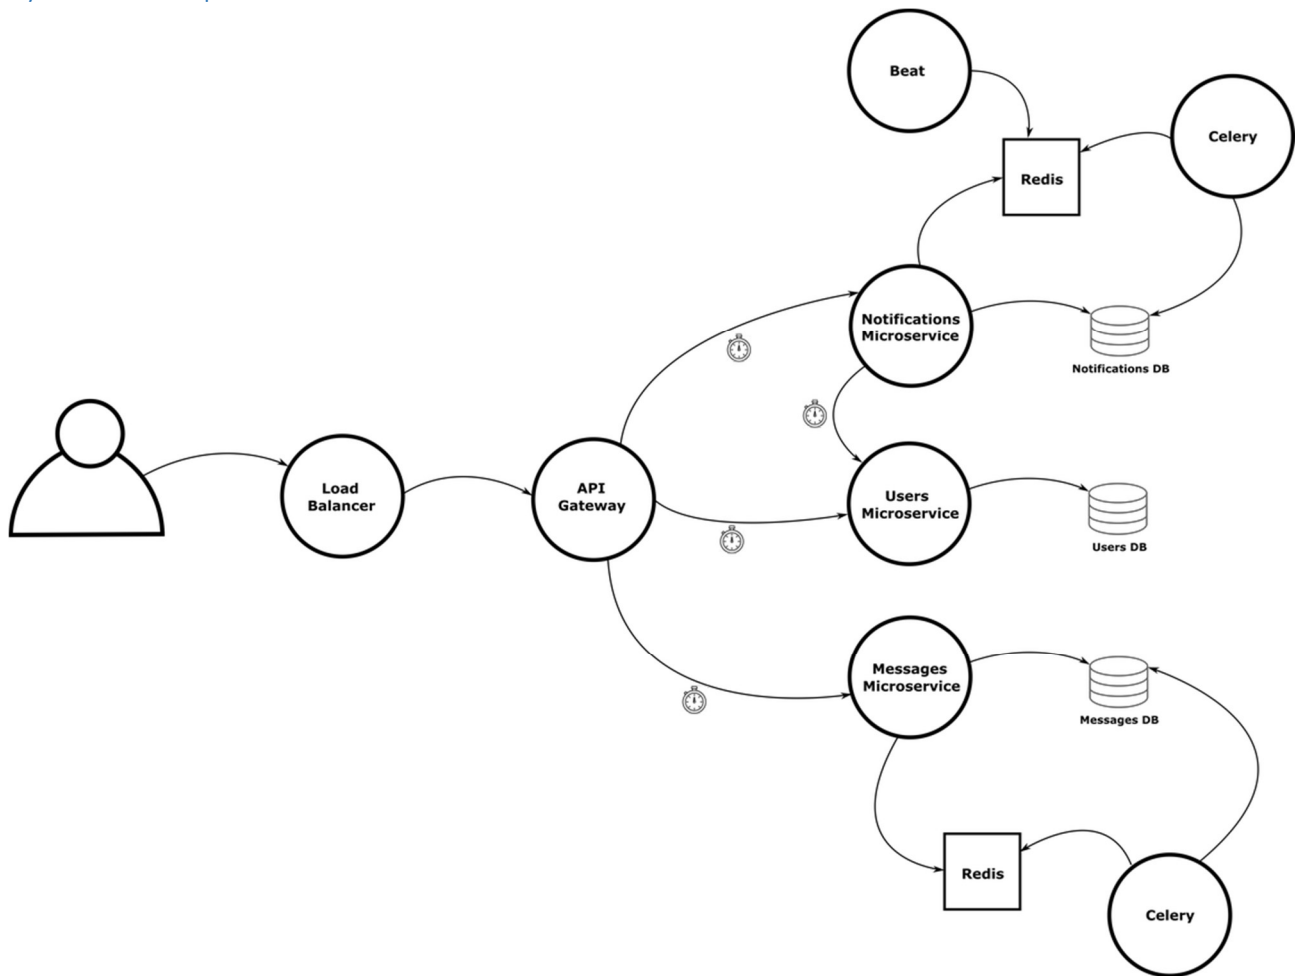 Beat
Celery
Redis
Notifications
Microservice
Notifications DB
Load
Balancer
API
Gateway
Users
Microservice
Users DB
Messages
Microservice
Messages DB
Redis
Celery